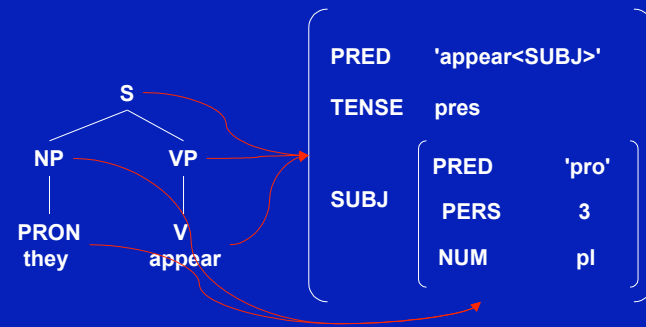 S
NP VP
PRON V
they appear
PRED 'appear<SUBJ>'
TENSE pres
SUBJ
PRED 'pro'
PERS 3
NUM pl